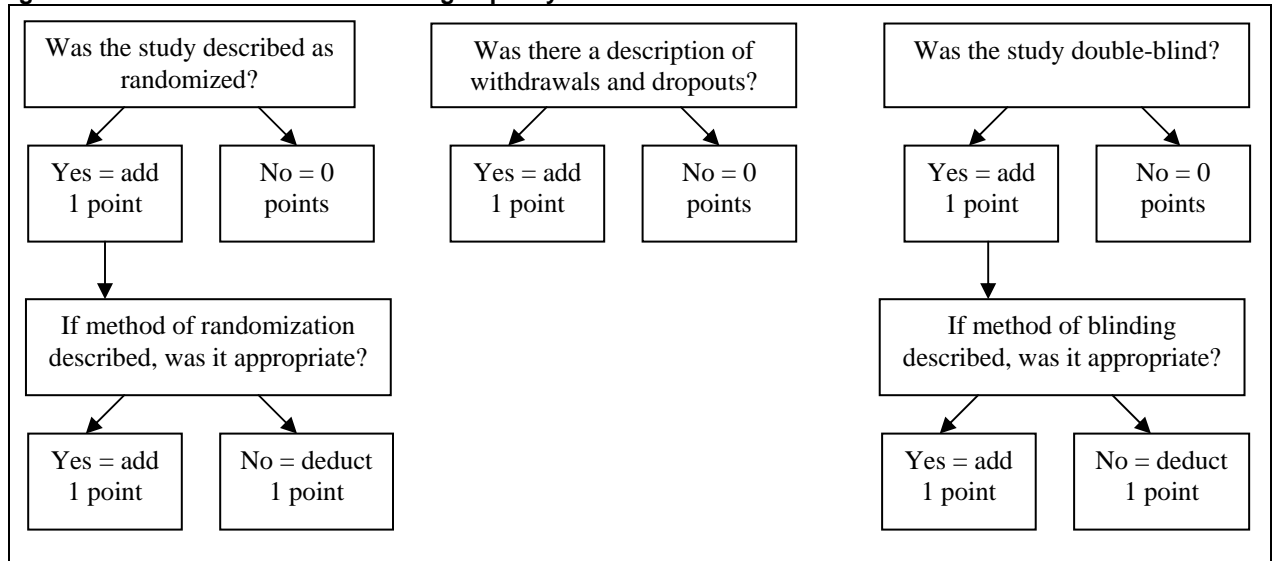 Was the study described as
randomized?
Was there a description of
withdrawals and dropouts?
Was the study double-blind?
Yes = add
1 point
No = 0
points
Yes = add
1 point
No = 0
points
Yes = add
1 point
No = 0
points
If method of randomization
described, was it appropriate?
If method of blinding
described, was it appropriate?
Yes = add
1 point
No = deduct
1 point
Yes = add
1 point
No = deduct
1 point